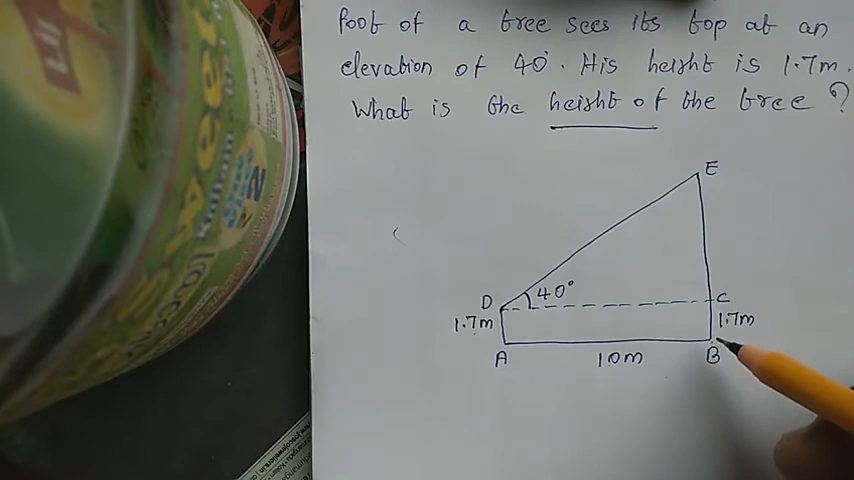 foot of a tree sees its top at an
elevation of 40°. His height is 1.7m.
What is the height of the tree ?
E
D
40°
C
1.7m
1.7m
A
10m
B